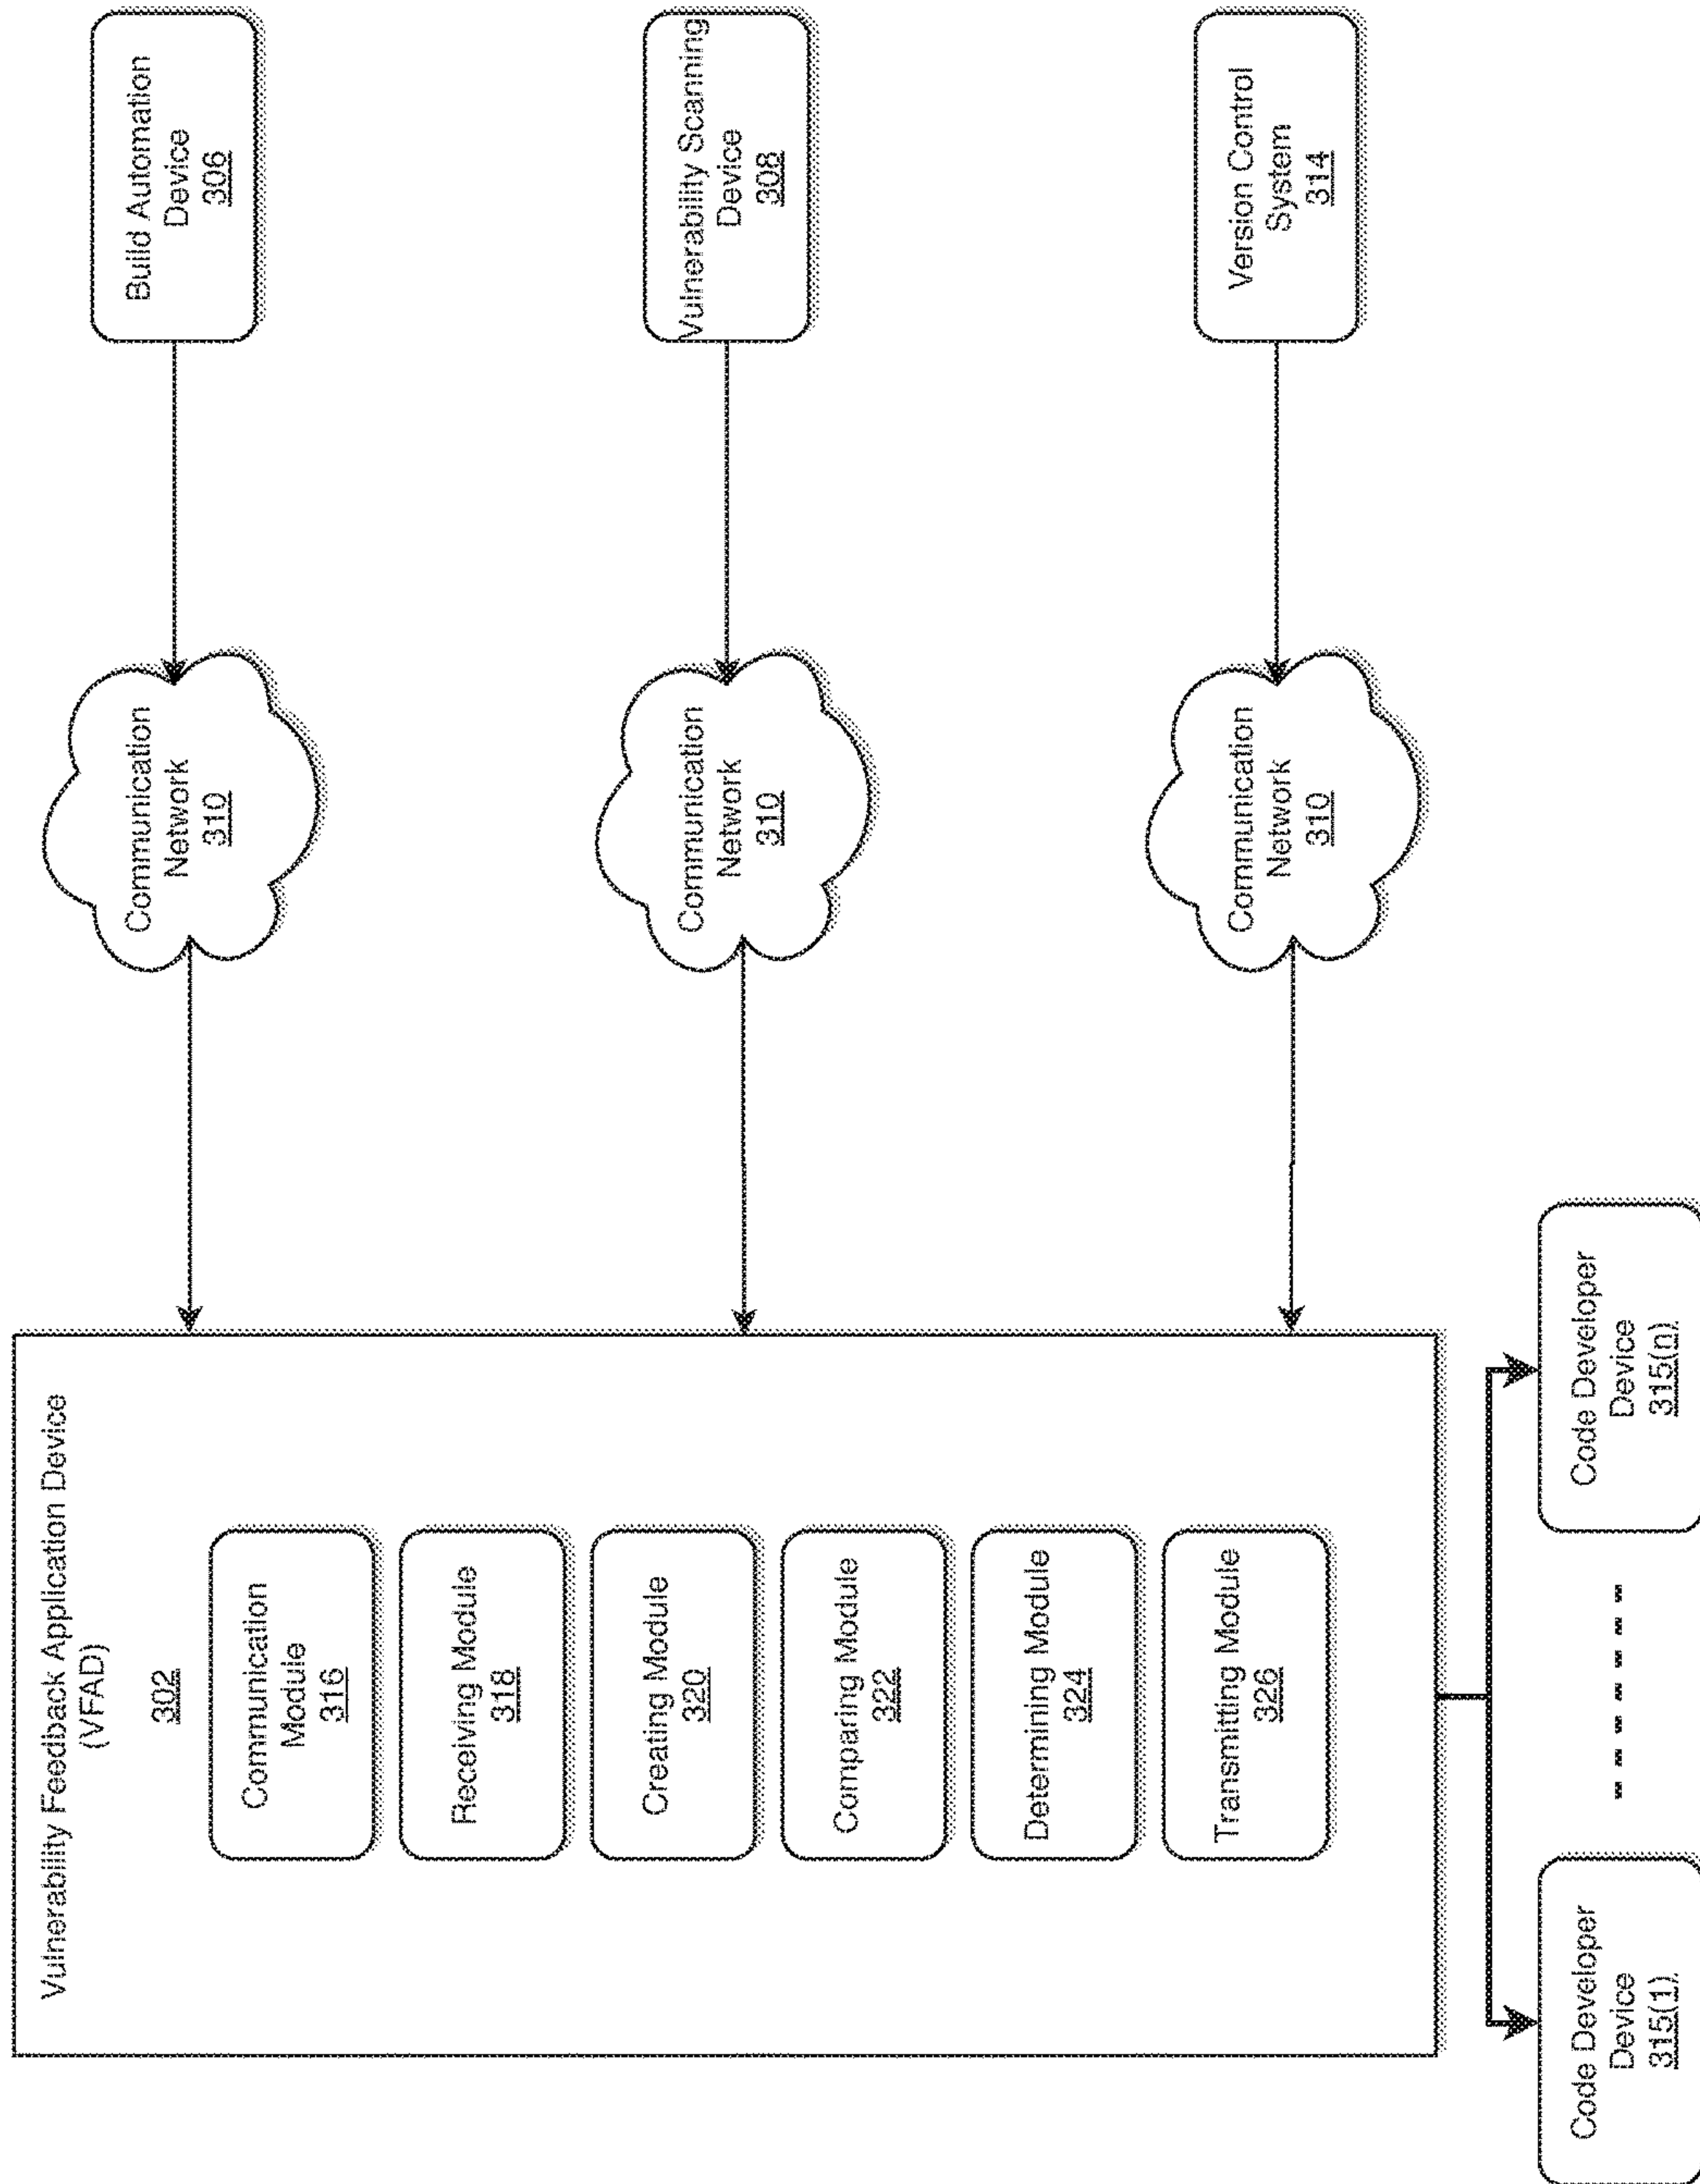 Vulnerability Feedback Application Device
(VFAD)
302
Communication
Module
316
Receiving Module
318
Creating Module
320
Comparing Module
322
Determining Module
324
Transmitting Module
326
Communication
Network
310
Build Automation
Device
306
Communication
Network
310
Vulnerability Scanning
Device
308
Communication
Network
310
Version Control
System
314
Code Developer
Device
315(1)
Code Developer
Device
315(n)